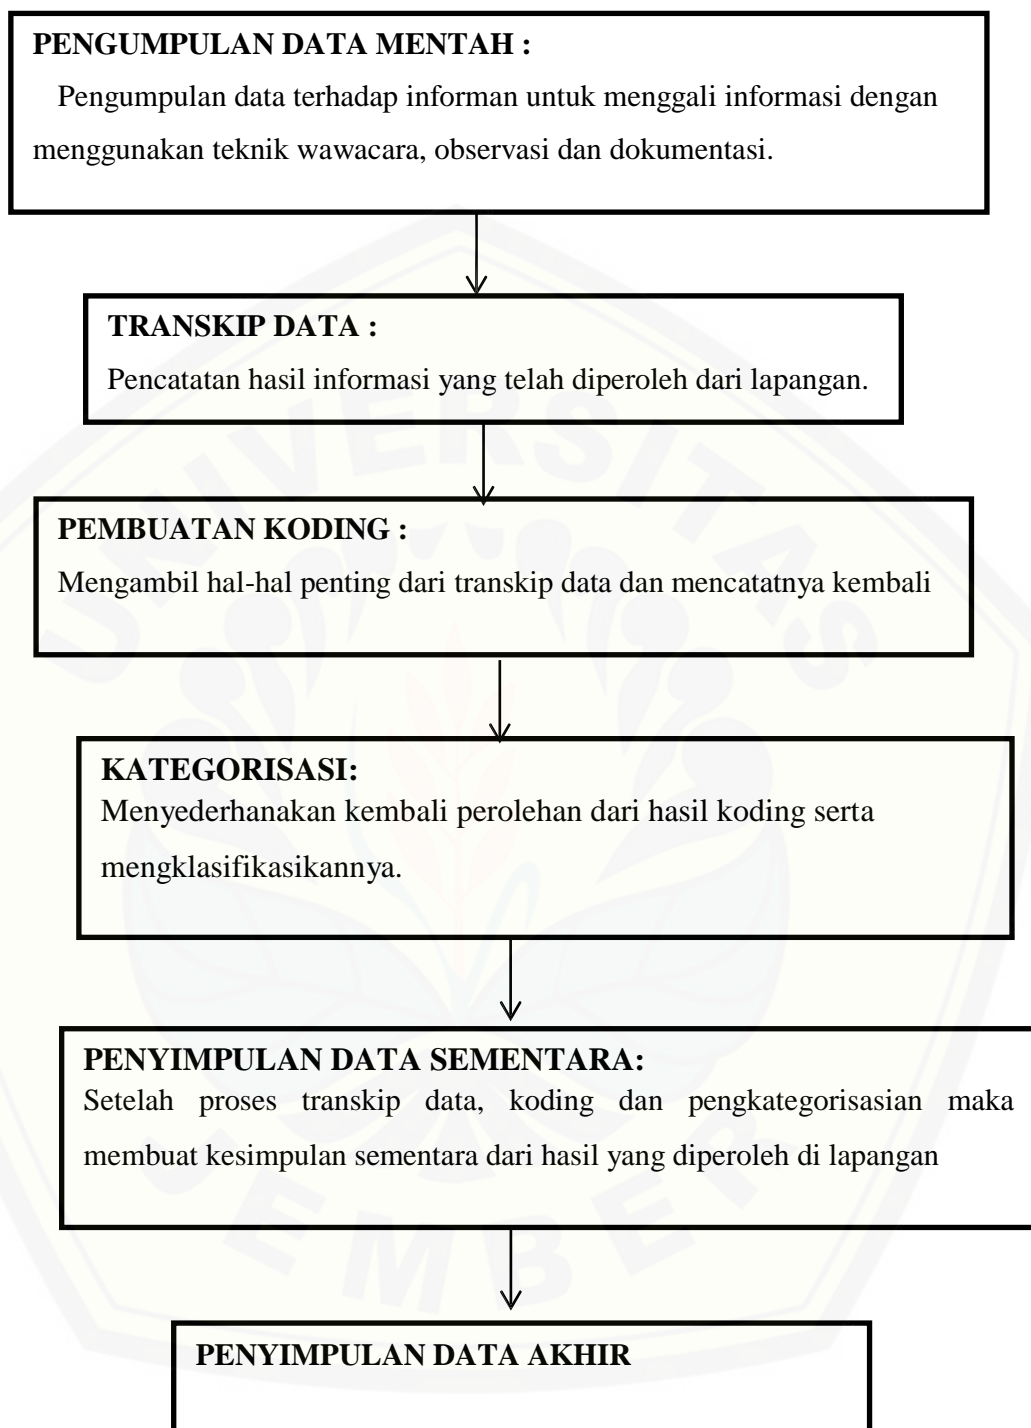 PENGUMPULAN DATA MENTAH :
Pengumpulan data terhadap informan untuk menggali informasi dengan
menggunakan teknik wawacara, observasi dan dokumentasi.
TRANSKIP DATA :
Pencatatan hasil informasi yang telah diperoleh dari lapangan.
PEMBUATAN KODING :
Mengambil hal-hal penting dari transkip data dan mencatatnya kembali
KATEGORISASI:
Menyederhanakan kembali perolehan dari hasil koding serta
mengklasifikasikannya.
PENYIMPULAN DATA SEMENTARA:
Setelah proses transkip data, koding dan pengkategorisasian maka
membuat kesimpulan sementara dari hasil yang diperoleh di lapangan
PENYIMPULAN DATA AKHIR
UNIVERSITAS
JEMBER